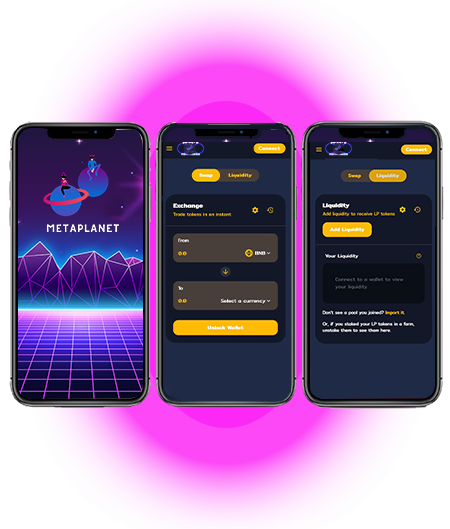 METAPLANET
Connect
Swap
Liquidity
Exchange
Trade tokens in an instant
From
0.0
BNB
To
0.0
Select a currency
Unlock Wallet
Connect
Swap
Liquidity
Liquidity
Add liquidity to receive LP tokens
Add Liquidity
Your Liquidity
Connect to a wallet to view
your liquidity
Don't see a pool you joined? Import it.
Or, if you staked your LP tokens in a farm,
unstake them to see them here.